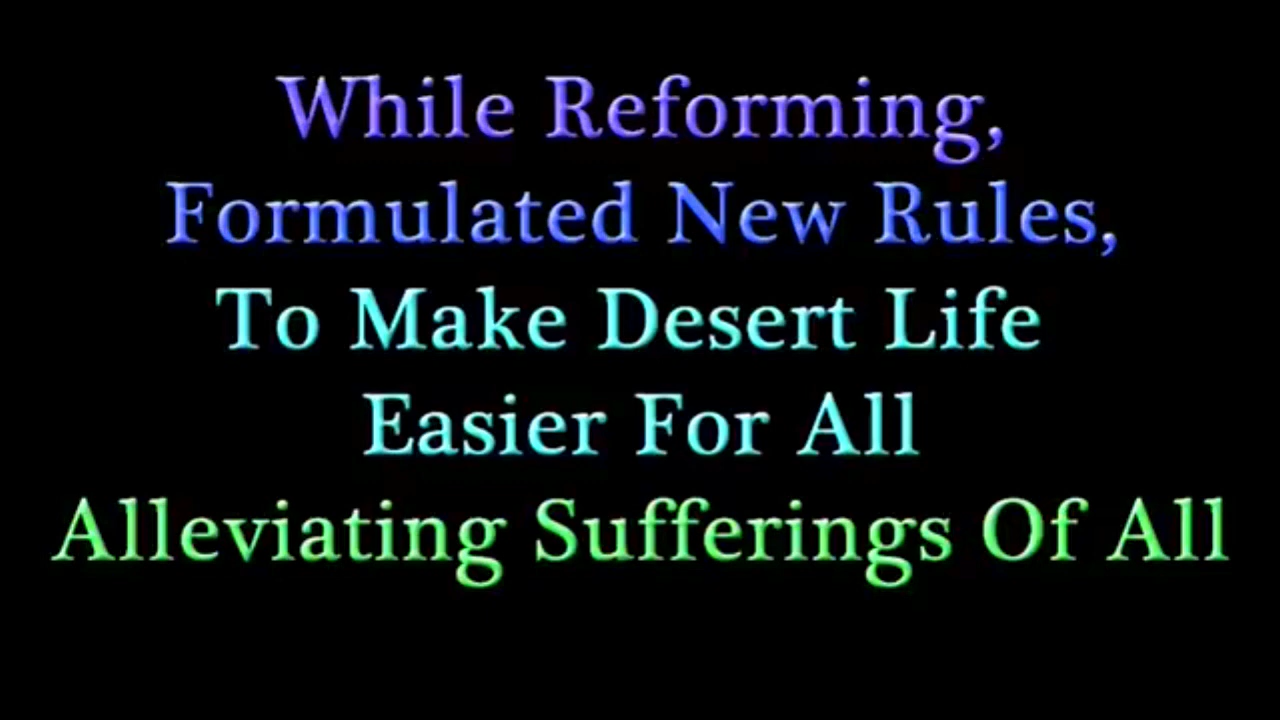 While Reforming,
Formulated New Rules,
To Make Desert Life
Easier For All
Alleviating Sufferings Of All